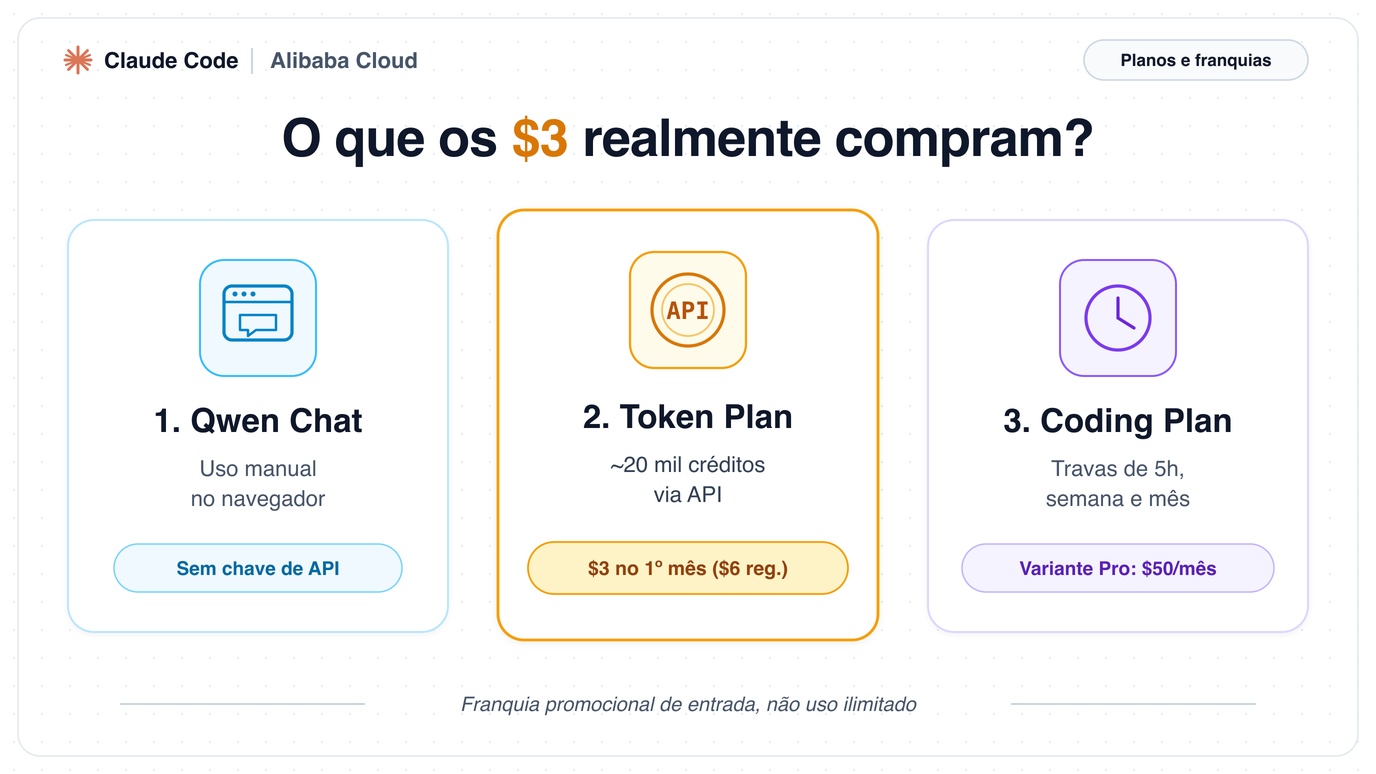 Claude Code
Alibaba Cloud
Planos e franquias
O que os $3 realmente compram?
1. Qwen Chat
Uso manual
no navegador
Sem chave de API
API
2. Token Plan
~20 mil créditos
via API
$3 no 1º mês ($6 reg.)
3. Coding Plan
Travas de 5h,
semana e mês
Variante Pro: $50/mês
Franquia promocional de entrada, não uso ilimitado